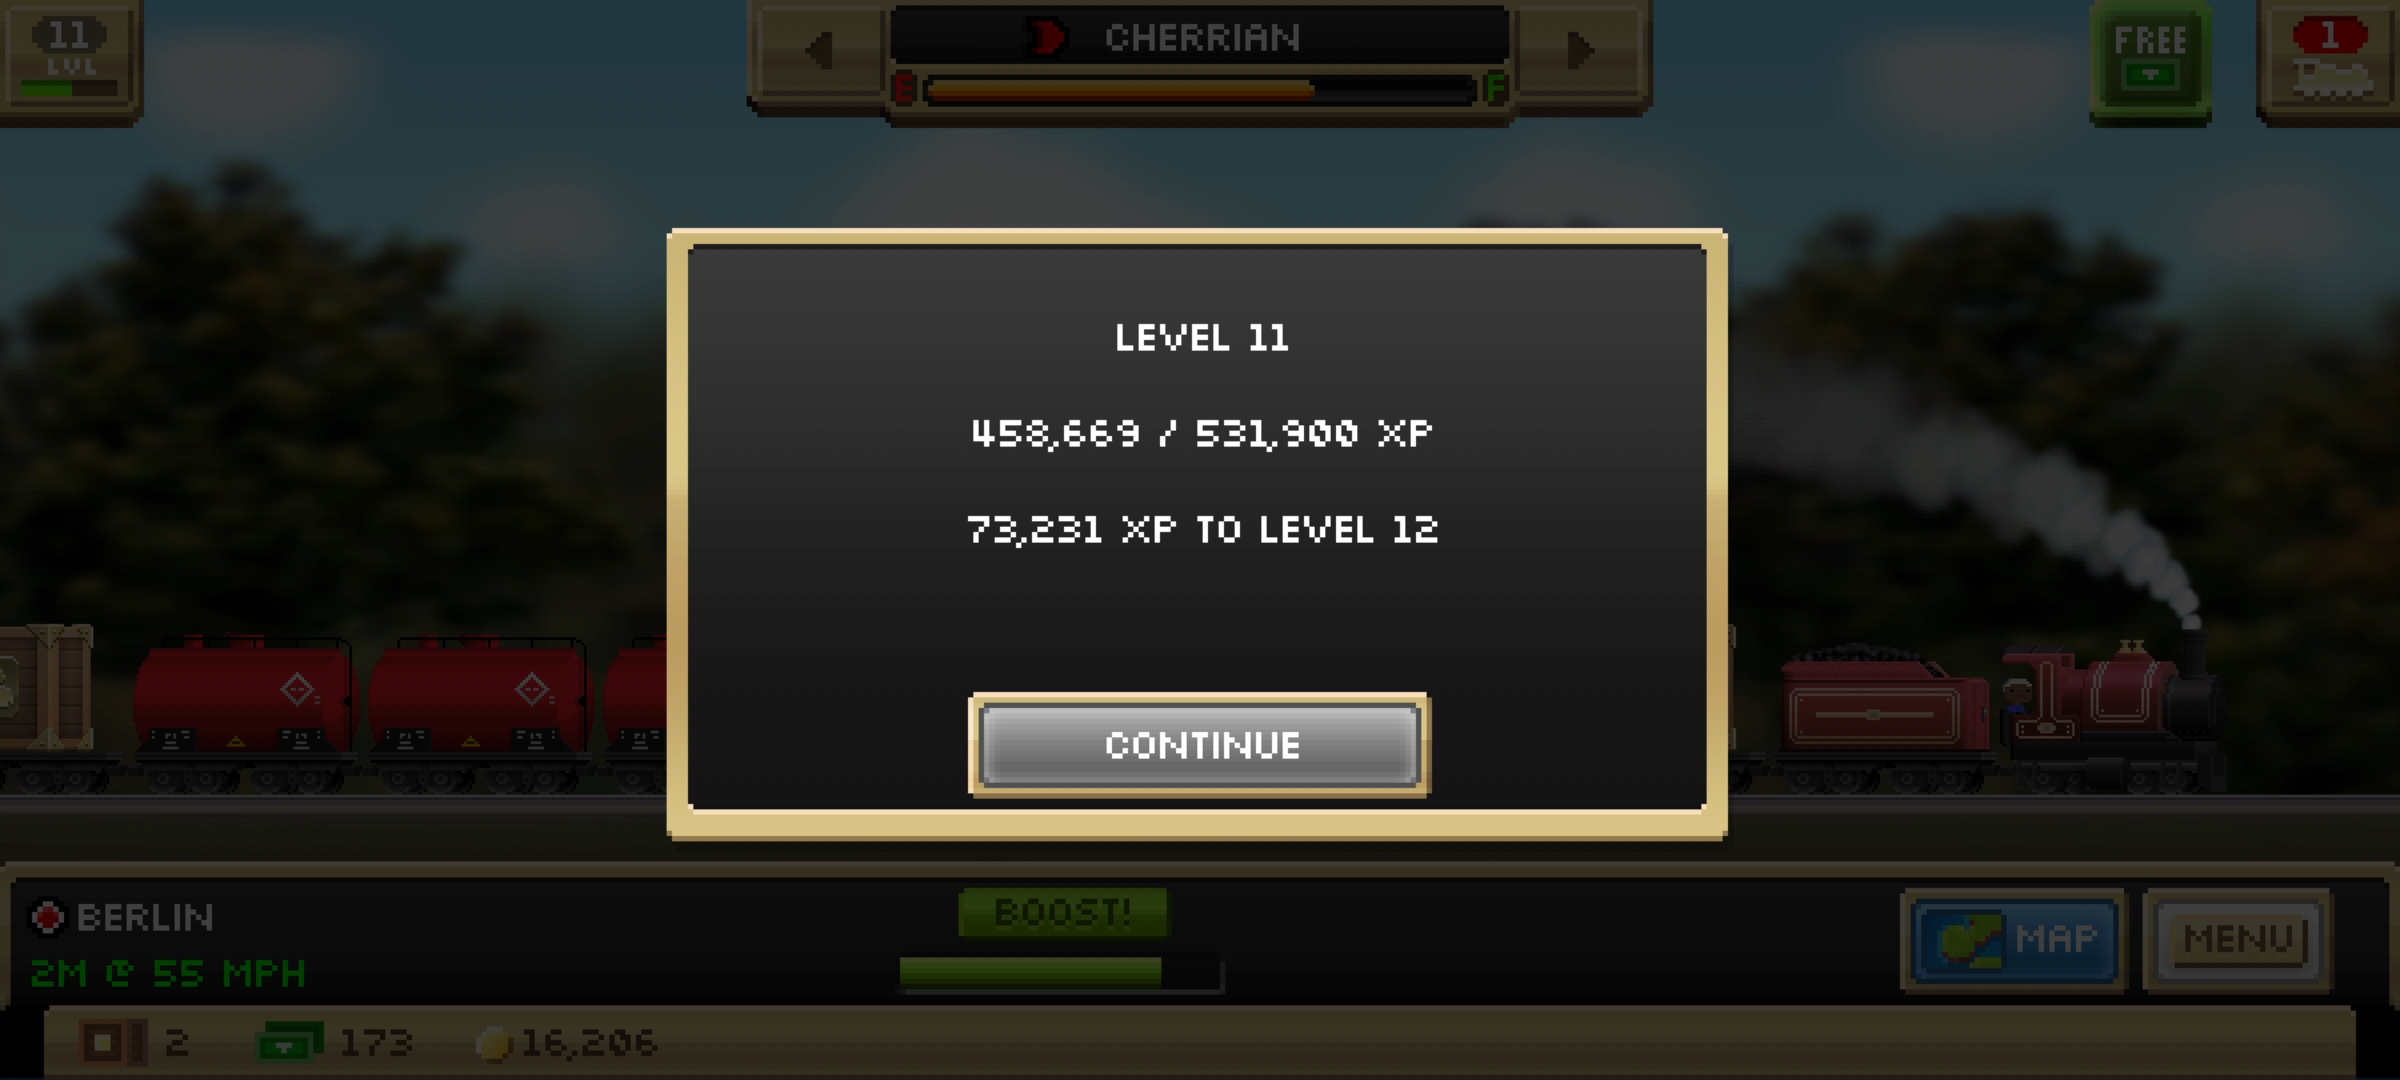 11
LVL
CHERRIAN
E F
FREE
1
LEVEL 11
458,669 / 531,900 XP
73,231 XP TO LEVEL 12
CONTINUE
BERLIN
2M @ 55 MPH
BOOST!
MAP
MENU
2 173 16,206